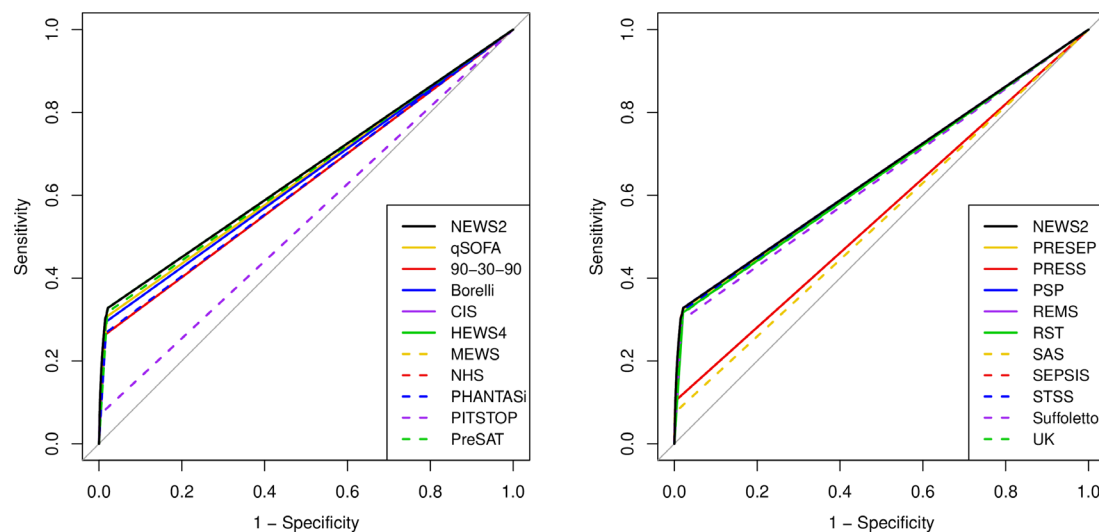 1.0
0.8
0.6
0.4
0.2
0.0
Sensitivity
NEWS2
qSOFA
90−30−90
Borelli
CIS
HEWS4
MEWS
NHS
PHANTASi
PITSTOP
PreSAT
0.0 0.2 0.4 0.6 0.8 1.0
1 − Specificity
1.0
0.8
0.6
0.4
0.2
0.0
Sensitivity
NEWS2
PRESEP
PRESS
PSP
REMS
RST
SAS
SEPSIS
STSS
Suffoletto
UK
0.0 0.2 0.4 0.6 0.8 1.0
1 − Specificity